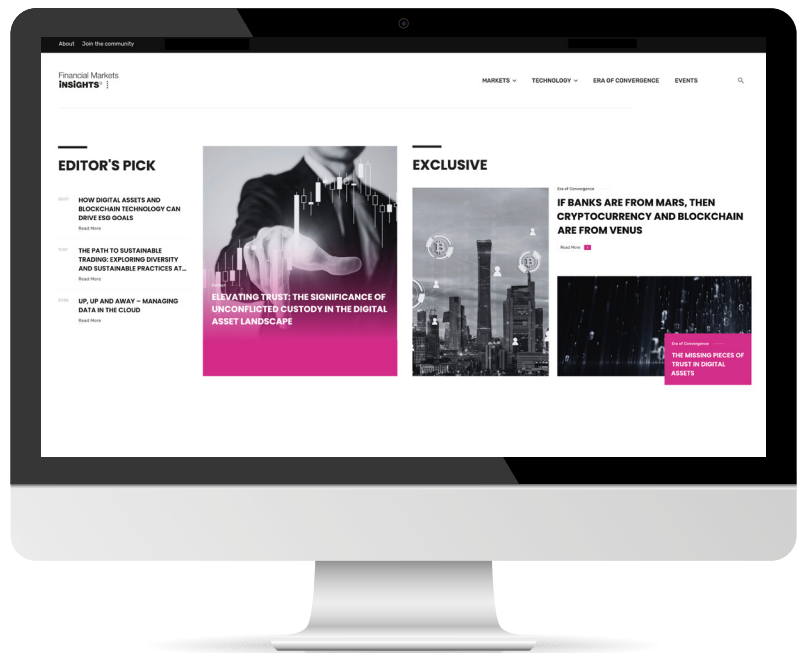 About Join the community
Financial Markets
INSIGHTS
MARKETS TECHNOLOGY ERA OF CONVERGENCE EVENTS
EDITOR'S PICK
HOW DIGITAL ASSETS AND
BLOCKCHAIN TECHNOLOGY CAN
DRIVE ESG GOALS
Read More
THE PATH TO SUSTAINABLE
TRADING: EXPLORING DIVERSITY
AND SUSTAINABLE PRACTICES AT...
Read More
UP, UP AND AWAY – MANAGING
DATA IN THE CLOUD
Read More
ELEVATING TRUST: THE SIGNIFICANCE OF
UNCONFLICTED CUSTODY IN THE DIGITAL
ASSET LANDSCAPE
EXCLUSIVE
Era of Convergence
IF BANKS ARE FROM MARS, THEN
CRYPTOCURRENCY AND BLOCKCHAIN
ARE FROM VENUS
Read More
Era of Convergence
THE MISSING PIECES OF
TRUST IN DIGITAL
ASSETS